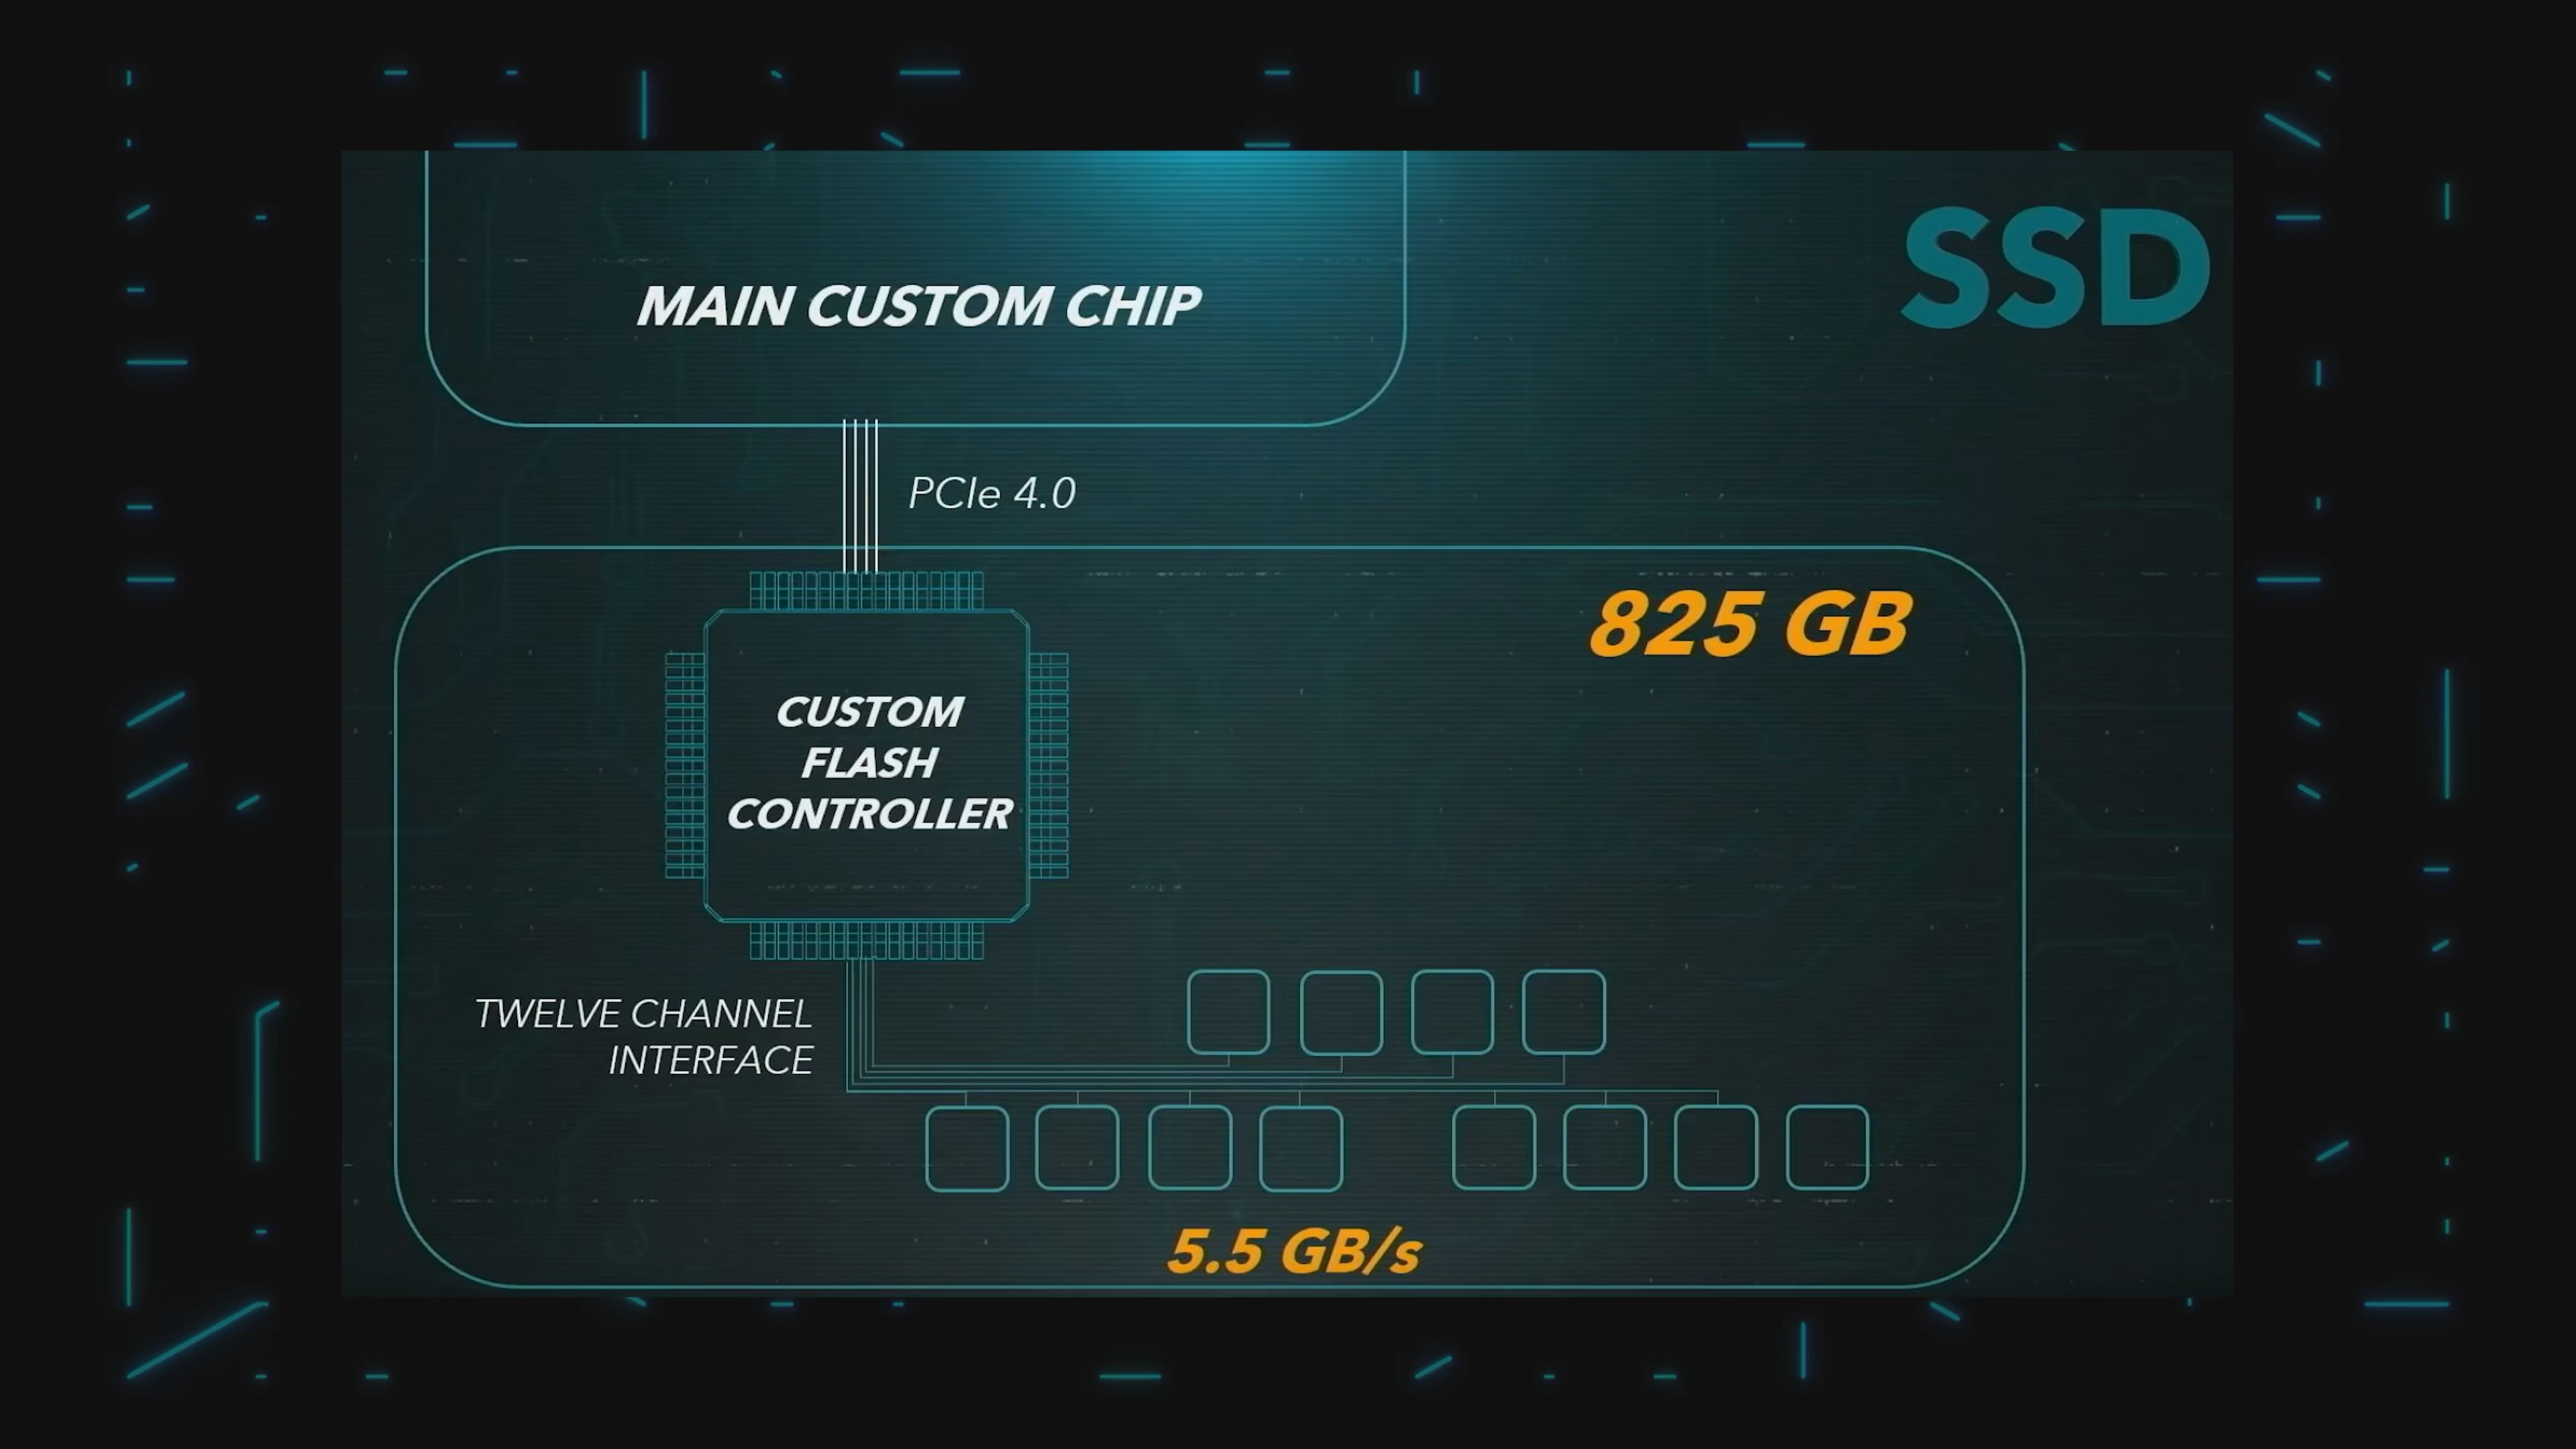 SSD
MAIN CUSTOM CHIP
PCIe 4.0
825 GB
CUSTOM
FLASH
CONTROLLER
TWELVE CHANNEL
INTERFACE
5.5 GB/s